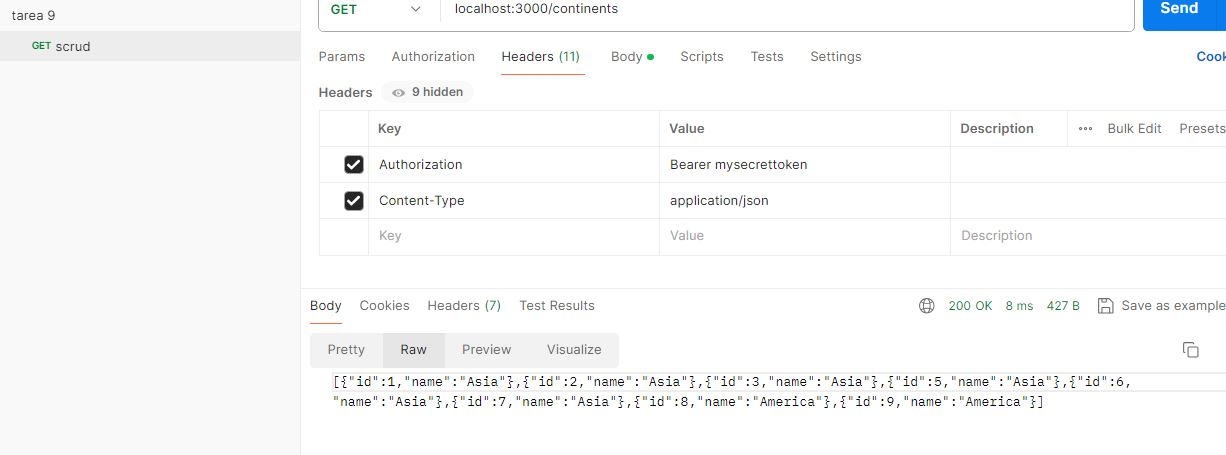 tarea 9
GET scrud
GET localhost:3000/continents Send
Params Authorization Headers (11) Body Scripts Tests Settings
Headers 9 hidden
Key Value Description Bulk Edit Presets
Authorization Bearer mysecrettoken
Content-Type application/json
Key Value Description
Body Cookies Headers (7) Test Results 200 OK 8 ms 427 B Save as example
Pretty Raw Preview Visualize
[{"id":1,"name":"Asia"},{"id":2,"name":"Asia"},{"id":3,"name":"Asia"},{"id":5,"name":"Asia"},{"id":6,
"name":"Asia"},{"id":7,"name":"Asia"},{"id":8,"name":"America"},{"id":9,"name":"America"}]